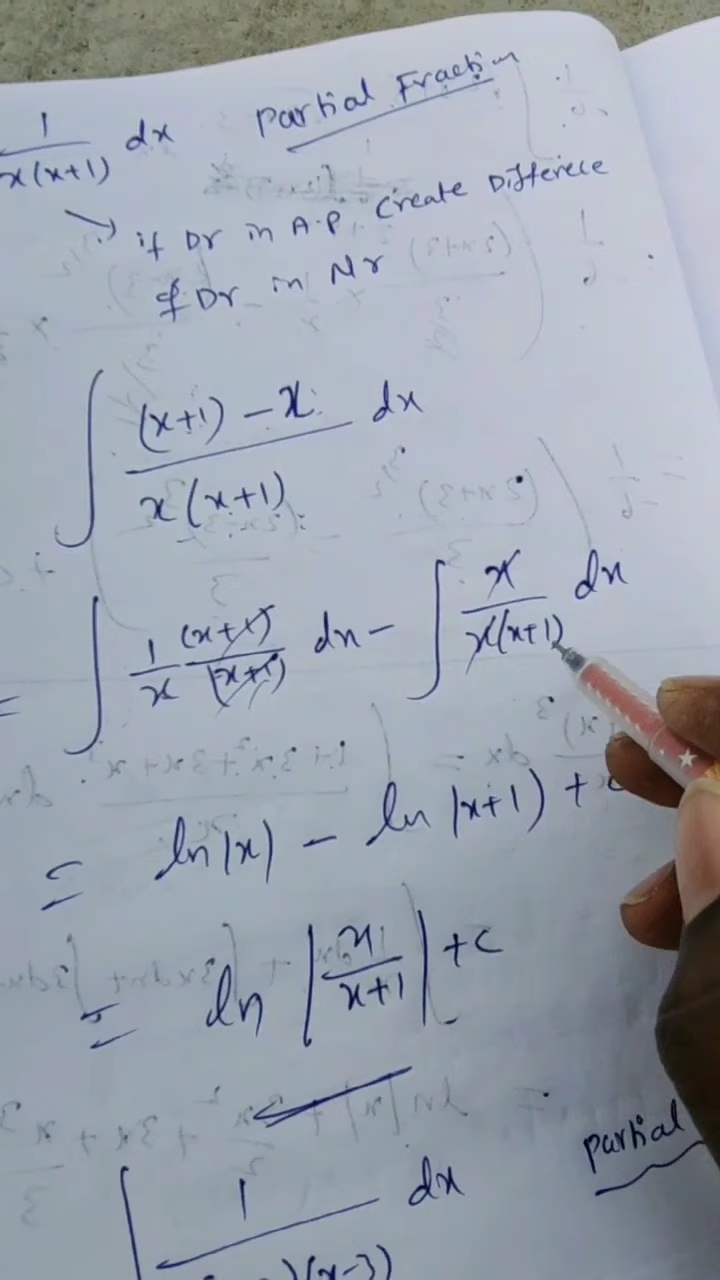 1/x(x+1) dx Partial Fraction
→ if Dr in A.P, Create Differece
of Dr in Nr
∫ (x+1) - x / x(x+1) dx
= ∫ 1/x (x+1)/(x+1) dx - ∫ x/x(x+1) dx
= ln|x| - ln|x+1| + c
= ln |x/x+1| + c
∫ 1/ )(x-3) dx Partial